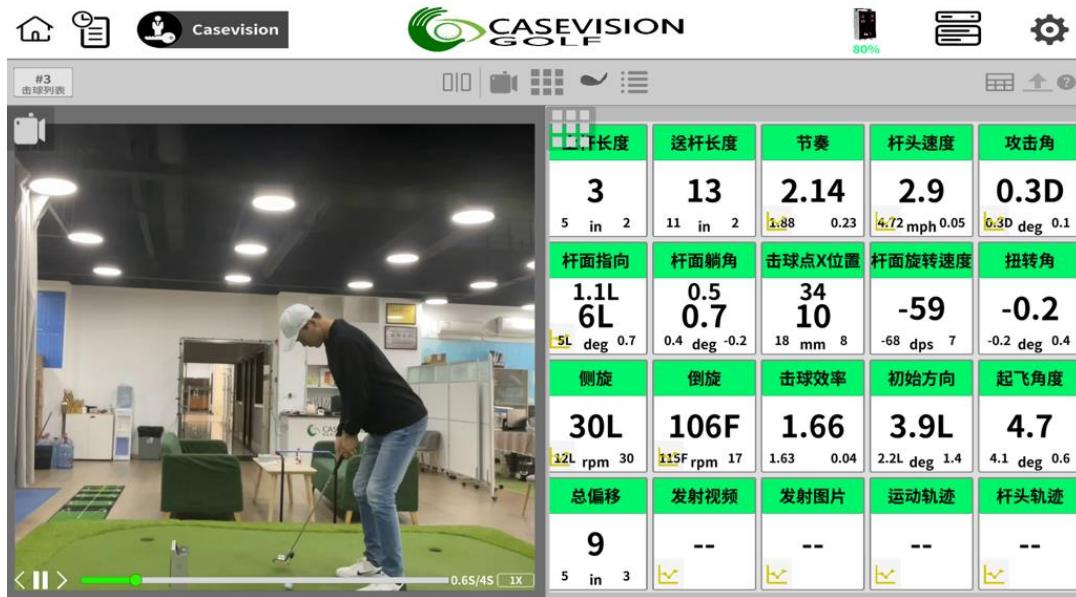 Casevision
CASEVISION
GOLF
80%
#3
击球列表
杆长度
送杆长度
节奏
杆头速度
攻击角
3
13
2.14
2.9
0.3D
5 in 2
11 in 2
1.88 0.23
4.72 mph 0.05
0.3D deg 0.1
杆面指向
杆面躺角
击球点X位置
杆面旋转速度
扭转角
1.1L
0.5
34
6L
0.7
10
-59
-0.2
5L deg 0.7
0.4 deg -0.2
18 mm 8
-68 dps 7
-0.2 deg 0.4
侧旋
倒旋
击球效率
初始方向
起飞角度
30L
106F
1.66
3.9L
4.7
12L rpm 30
115F rpm 17
1.63 0.04
2.2L deg 1.4
4.1 deg 0.6
总偏移
发射视频
发射图片
运动轨迹
杆头轨迹
9
--
--
--
--
5 in 3
0.6S/4S
1X